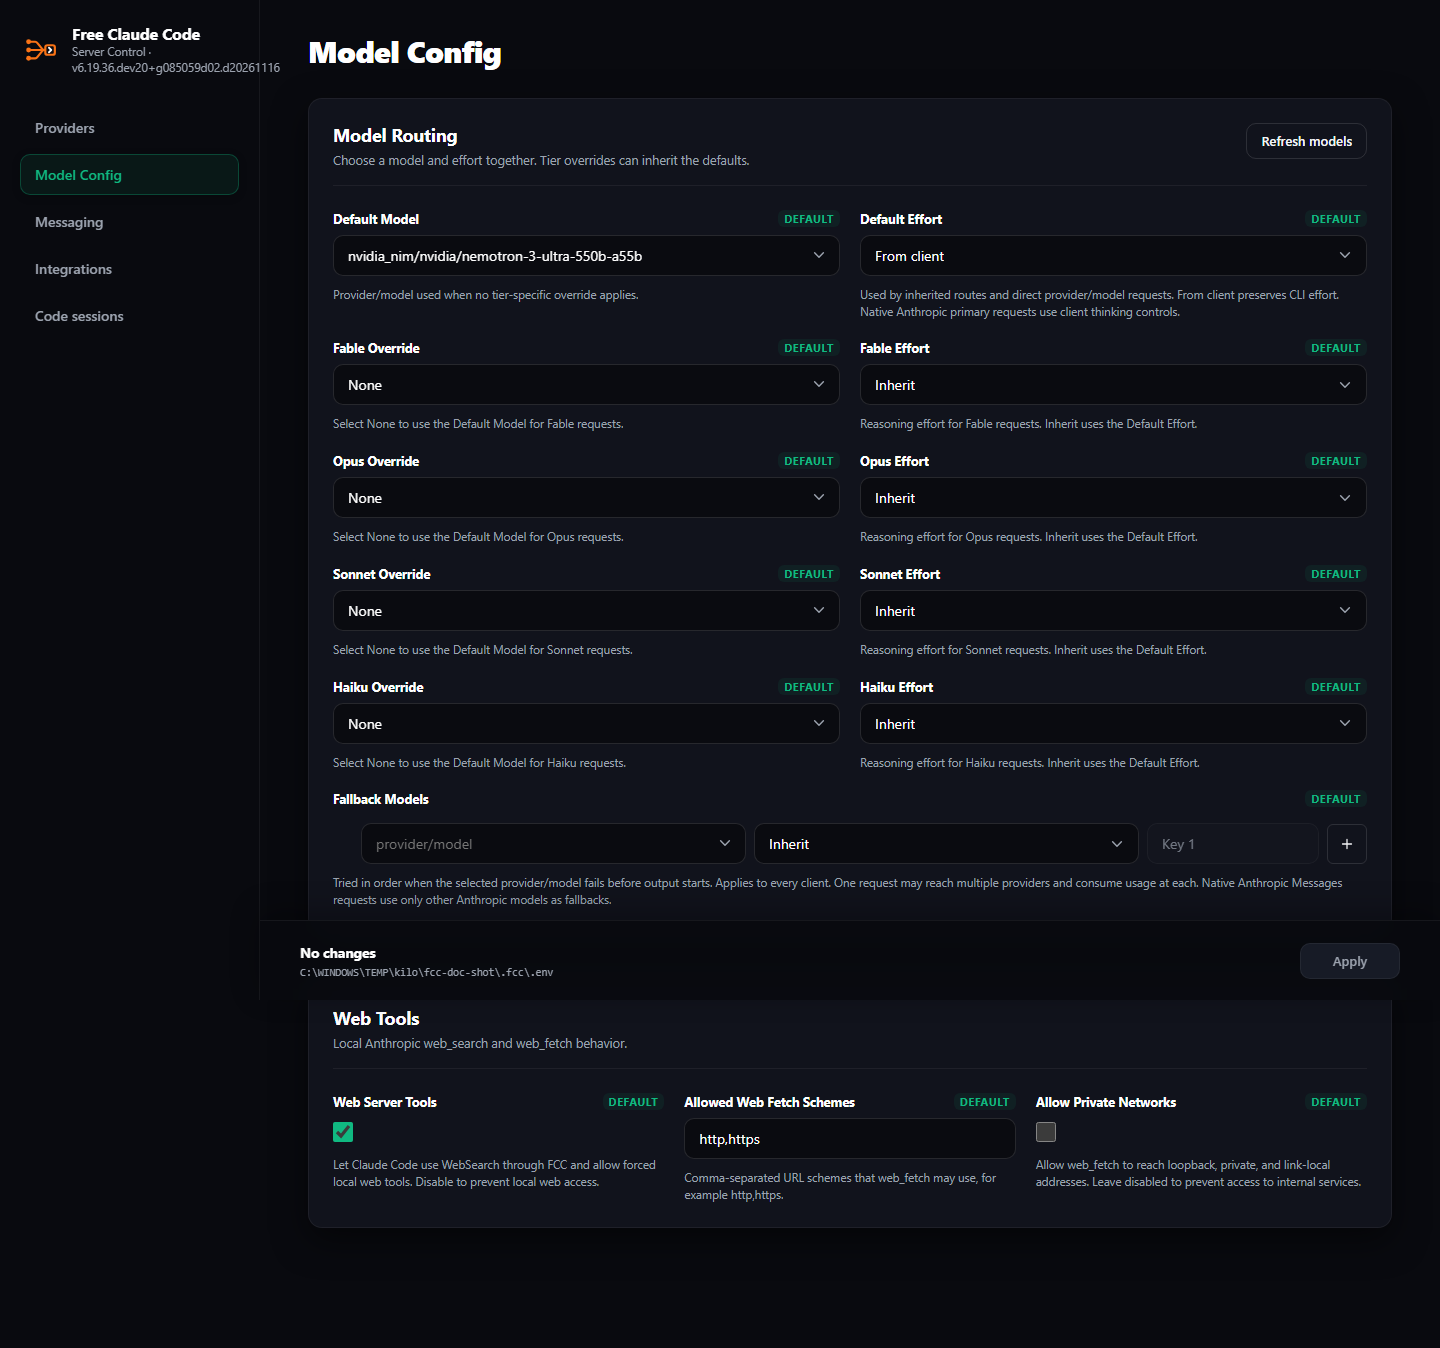 Free Claude Code
Server Control ·
v6.19.36.dev20+g085059d02.d20261116
Providers
Model Config
Messaging
Integrations
Code sessions
Model Config
Model Routing
Choose a model and effort together. Tier overrides can inherit the defaults.
Refresh models
Default Model DEFAULT
nvidia_nim/nvidia/nemotron-3-ultra-550b-a55b
Provider/model used when no tier-specific override applies.
Default Effort DEFAULT
From client
Used by inherited routes and direct provider/model requests. From client preserves CLI effort.
Native Anthropic primary requests use client thinking controls.
Fable Override DEFAULT
None
Select None to use the Default Model for Fable requests.
Fable Effort DEFAULT
Inherit
Reasoning effort for Fable requests. Inherit uses the Default Effort.
Opus Override DEFAULT
None
Select None to use the Default Model for Opus requests.
Opus Effort DEFAULT
Inherit
Reasoning effort for Opus requests. Inherit uses the Default Effort.
Sonnet Override DEFAULT
None
Select None to use the Default Model for Sonnet requests.
Sonnet Effort DEFAULT
Inherit
Reasoning effort for Sonnet requests. Inherit uses the Default Effort.
Haiku Override DEFAULT
None
Select None to use the Default Model for Haiku requests.
Haiku Effort DEFAULT
Inherit
Reasoning effort for Haiku requests. Inherit uses the Default Effort.
Fallback Models DEFAULT
provider/model Inherit Key 1 +
Tried in order when the selected provider/model fails before output starts. Applies to every client. One request may reach multiple providers and consume usage at each. Native Anthropic Messages
requests use only other Anthropic models as fallbacks.
No changes
C:\WINDOWS\TEMP\kilo\fcc-doc-shot\.fcc\.env
Apply
Web Tools
Local Anthropic web_search and web_fetch behavior.
Web Server Tools DEFAULT
Let Claude Code use WebSearch through FCC and allow forced
local web tools. Disable to prevent local web access.
Allowed Web Fetch Schemes DEFAULT
http,https
Comma-separated URL schemes that web_fetch may use, for
example http,https.
Allow Private Networks DEFAULT
Allow web_fetch to reach loopback, private, and link-local
addresses. Leave disabled to prevent access to internal services.